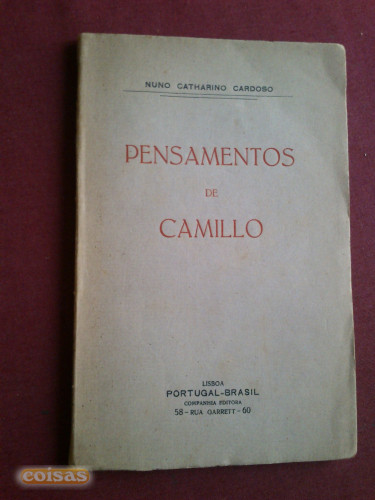 NUNO CATHARINO CARDOSO
PENSAMENTOS
DE
CAMILLO
LISBOA
PORTUGAL-BRASIL
COMPANHIA EDITORA
58 - RUA GARRETT - 60
coisas